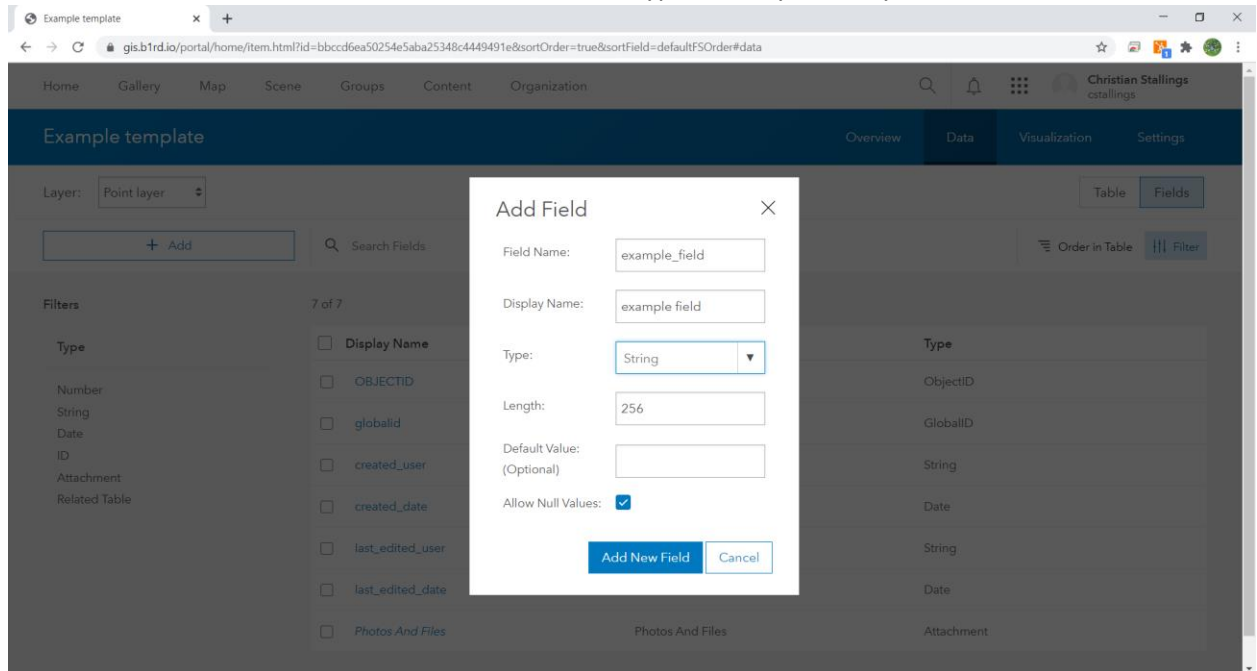 Example template
gis.b1rd.io/portal/home/item.html?id=bbccd6ea50254e5aba25348c4449491e&sortOrder=true&sortField=defaultFSOrder#data
1
Home Gallery Map Scene Groups Content Organization
Christian Stallings
cstallings
Example template
Overview Data Visualization Settings
Layer: Point layer
Table Fields
+ Add
Search Fields
Order in Table Filter
Filters
7 of 7
Type
Number
String
Date
ID
Attachment
Related Table
Display Name
Type
OBJECTID
ObjectID
globalid
GlobalID
created_user
String
created_date
Date
last_edited_user
String
last_edited_date
Date
Photos And Files
Photos And Files
Attachment
Add Field
Field Name: example_field
Display Name: example field
Type: String
Length: 256
Default Value:
(Optional)
Allow Null Values:
Add New Field Cancel